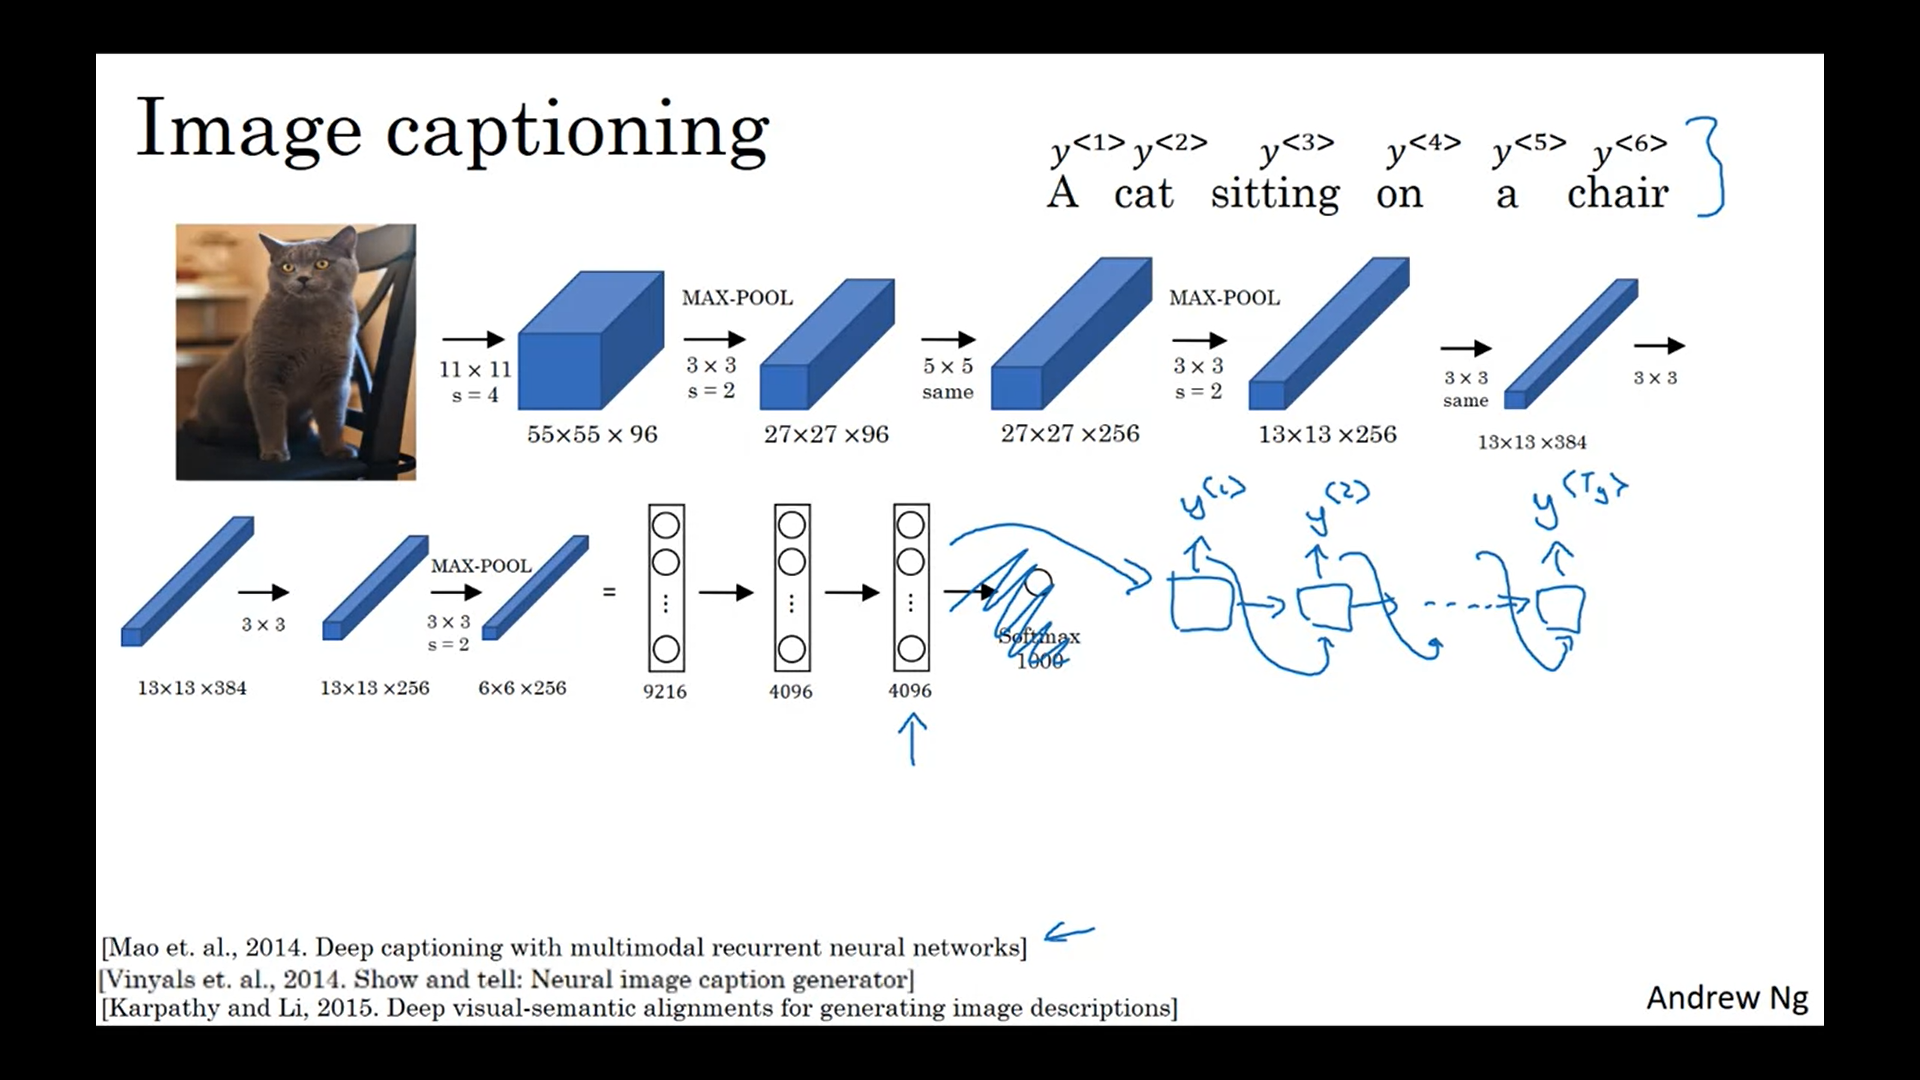 Image captioning
y<1> y<2> y<3> y<4> y<5> y<6>
A cat sitting on a chair
MAX-POOL MAX-POOL
11 × 11 3 × 3 5 × 5 3 × 3 3 × 3 3 × 3
s = 4 s = 2 same s = 2 same
55×55 × 96 27×27 ×96 27×27 ×256 13×13 ×256 13×13 ×384
y<1> y<2> y<Ty>
MAX-POOL
=
3 × 3 3 × 3
s = 2
Softmax
1000
13×13 ×384 13×13 ×256 6×6 ×256 9216 4096 4096
[Mao et. al., 2014. Deep captioning with multimodal recurrent neural networks]
[Vinyals et. al., 2014. Show and tell: Neural image caption generator]
[Karpathy and Li, 2015. Deep visual-semantic alignments for generating image descriptions]
Andrew Ng